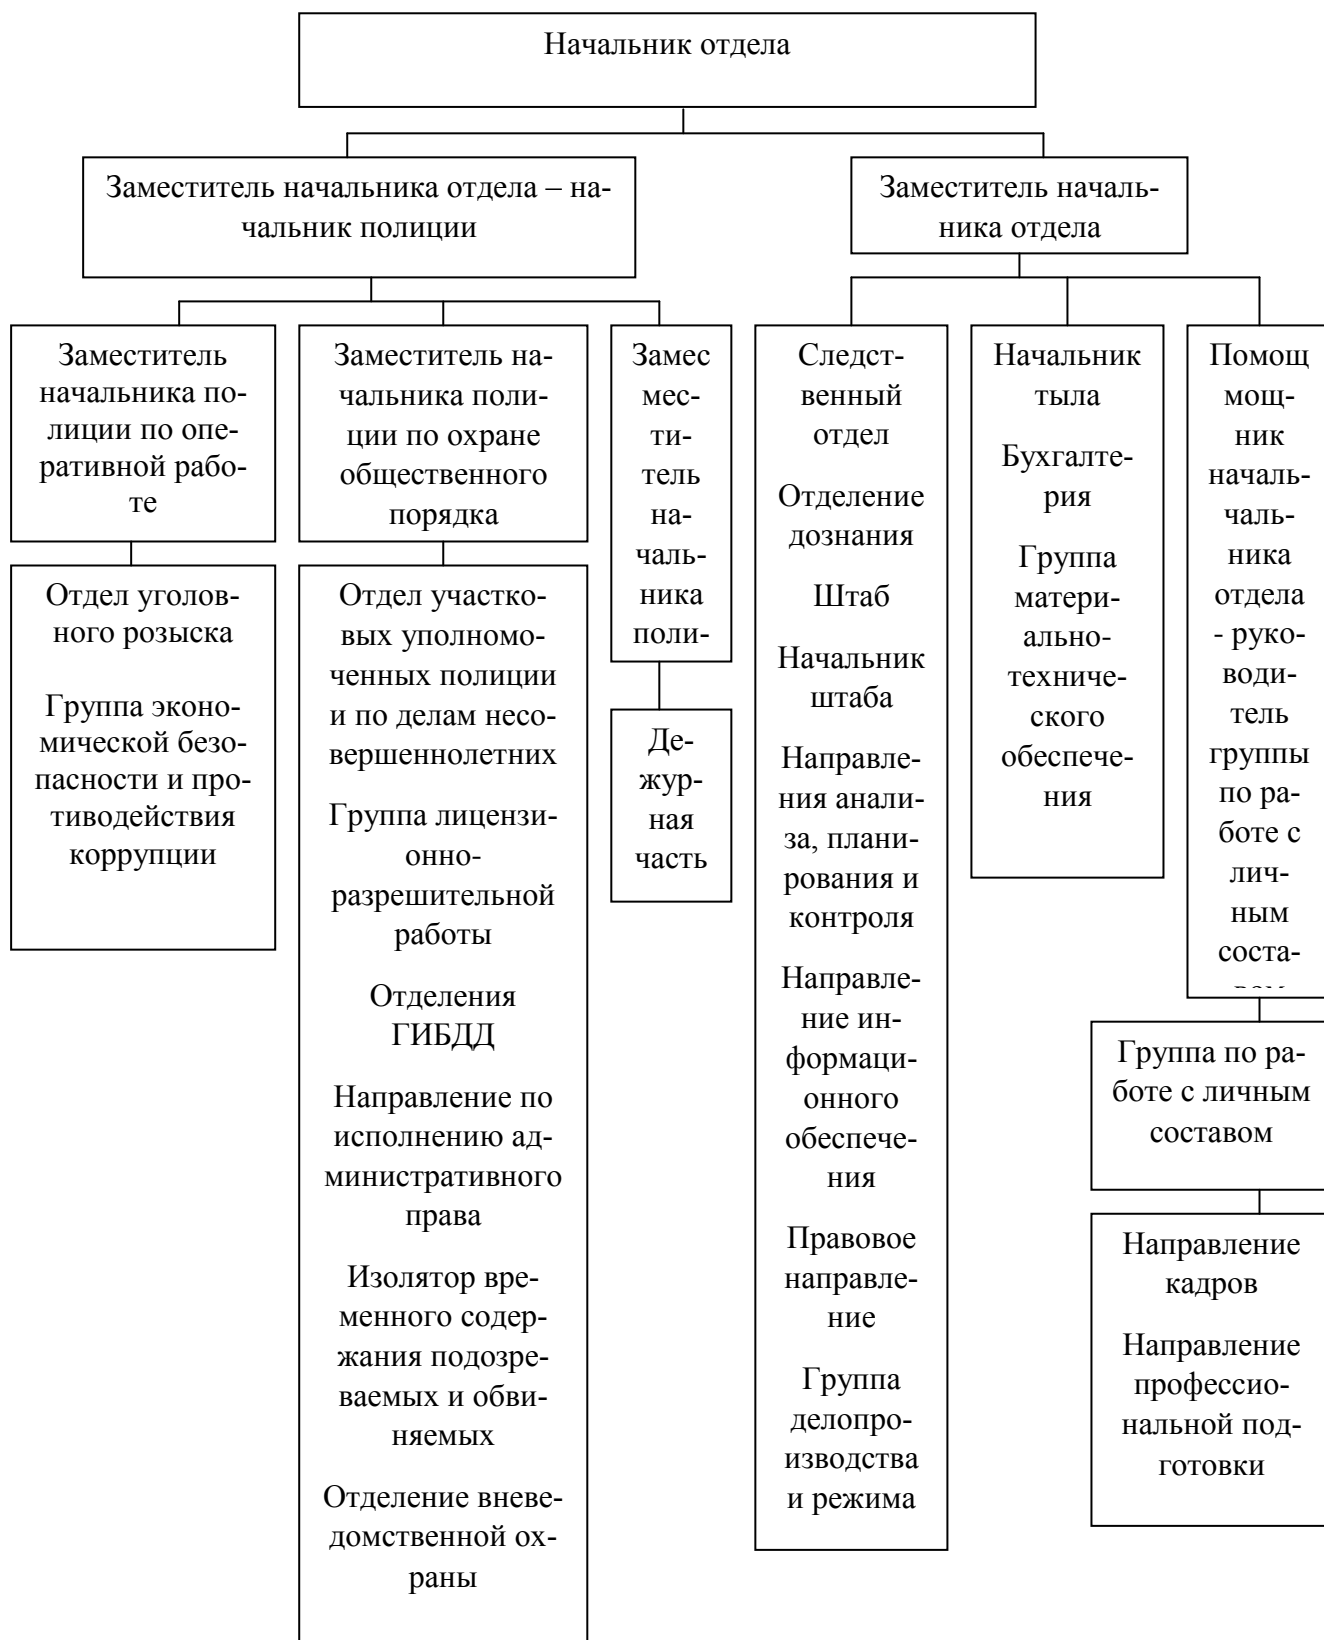 Начальник отдела
Заместитель начальника отдела – на-
чальник полиции
Заместитель началь-
ника отдела
Заместитель
начальника по-
лиции по опе-
ративной рабо-
те
Заместитель на-
чальника поли-
ции по охране
общественного
порядка
Замес
мес-
ти-
тель
на-
чаль-
ника
поли-
Следст-
венный
отдел
Отделение
дознания
Штаб
Начальник
штаба
Направле-
ния анали-
за, плани-
рования и
контроля
Направле-
ние ин-
формаци-
онного
обеспече-
ния
Правовое
направле-
ние
Группа
делопро-
изводства
и режима
Начальник
тыла
Бухгалте-
рия
Группа
матери-
ально-
техниче-
ского
обеспече-
ния
Помощ
мощ-
ник
началь-
чаль-
ника
отдела
- руко-
води-
тель
группы
по ра-
боте с
лич-
ным
соста-
вом
Отдел уголов-
ного розыска
Группа эконо-
мической безо-
пасности и про-
тиводействия
коррупции
Отдел участко-
вых уполномо-
ченных полиции
и по делам несо-
вершеннолетних
Группа лицензи-
онно-
разрешительной
работы
Отделения
ГИБДД
Направление по
исполнению ад-
министративного
права
Изолятор вре-
менного содер-
жания подозре-
ваемых и обви-
няемых
Отделение вневе-
домственной ох-
раны
Де-
жур-
ная
часть
Группа по ра-
боте с личным
составом
Направление
кадров
Направление
профессио-
нальной под-
готовки